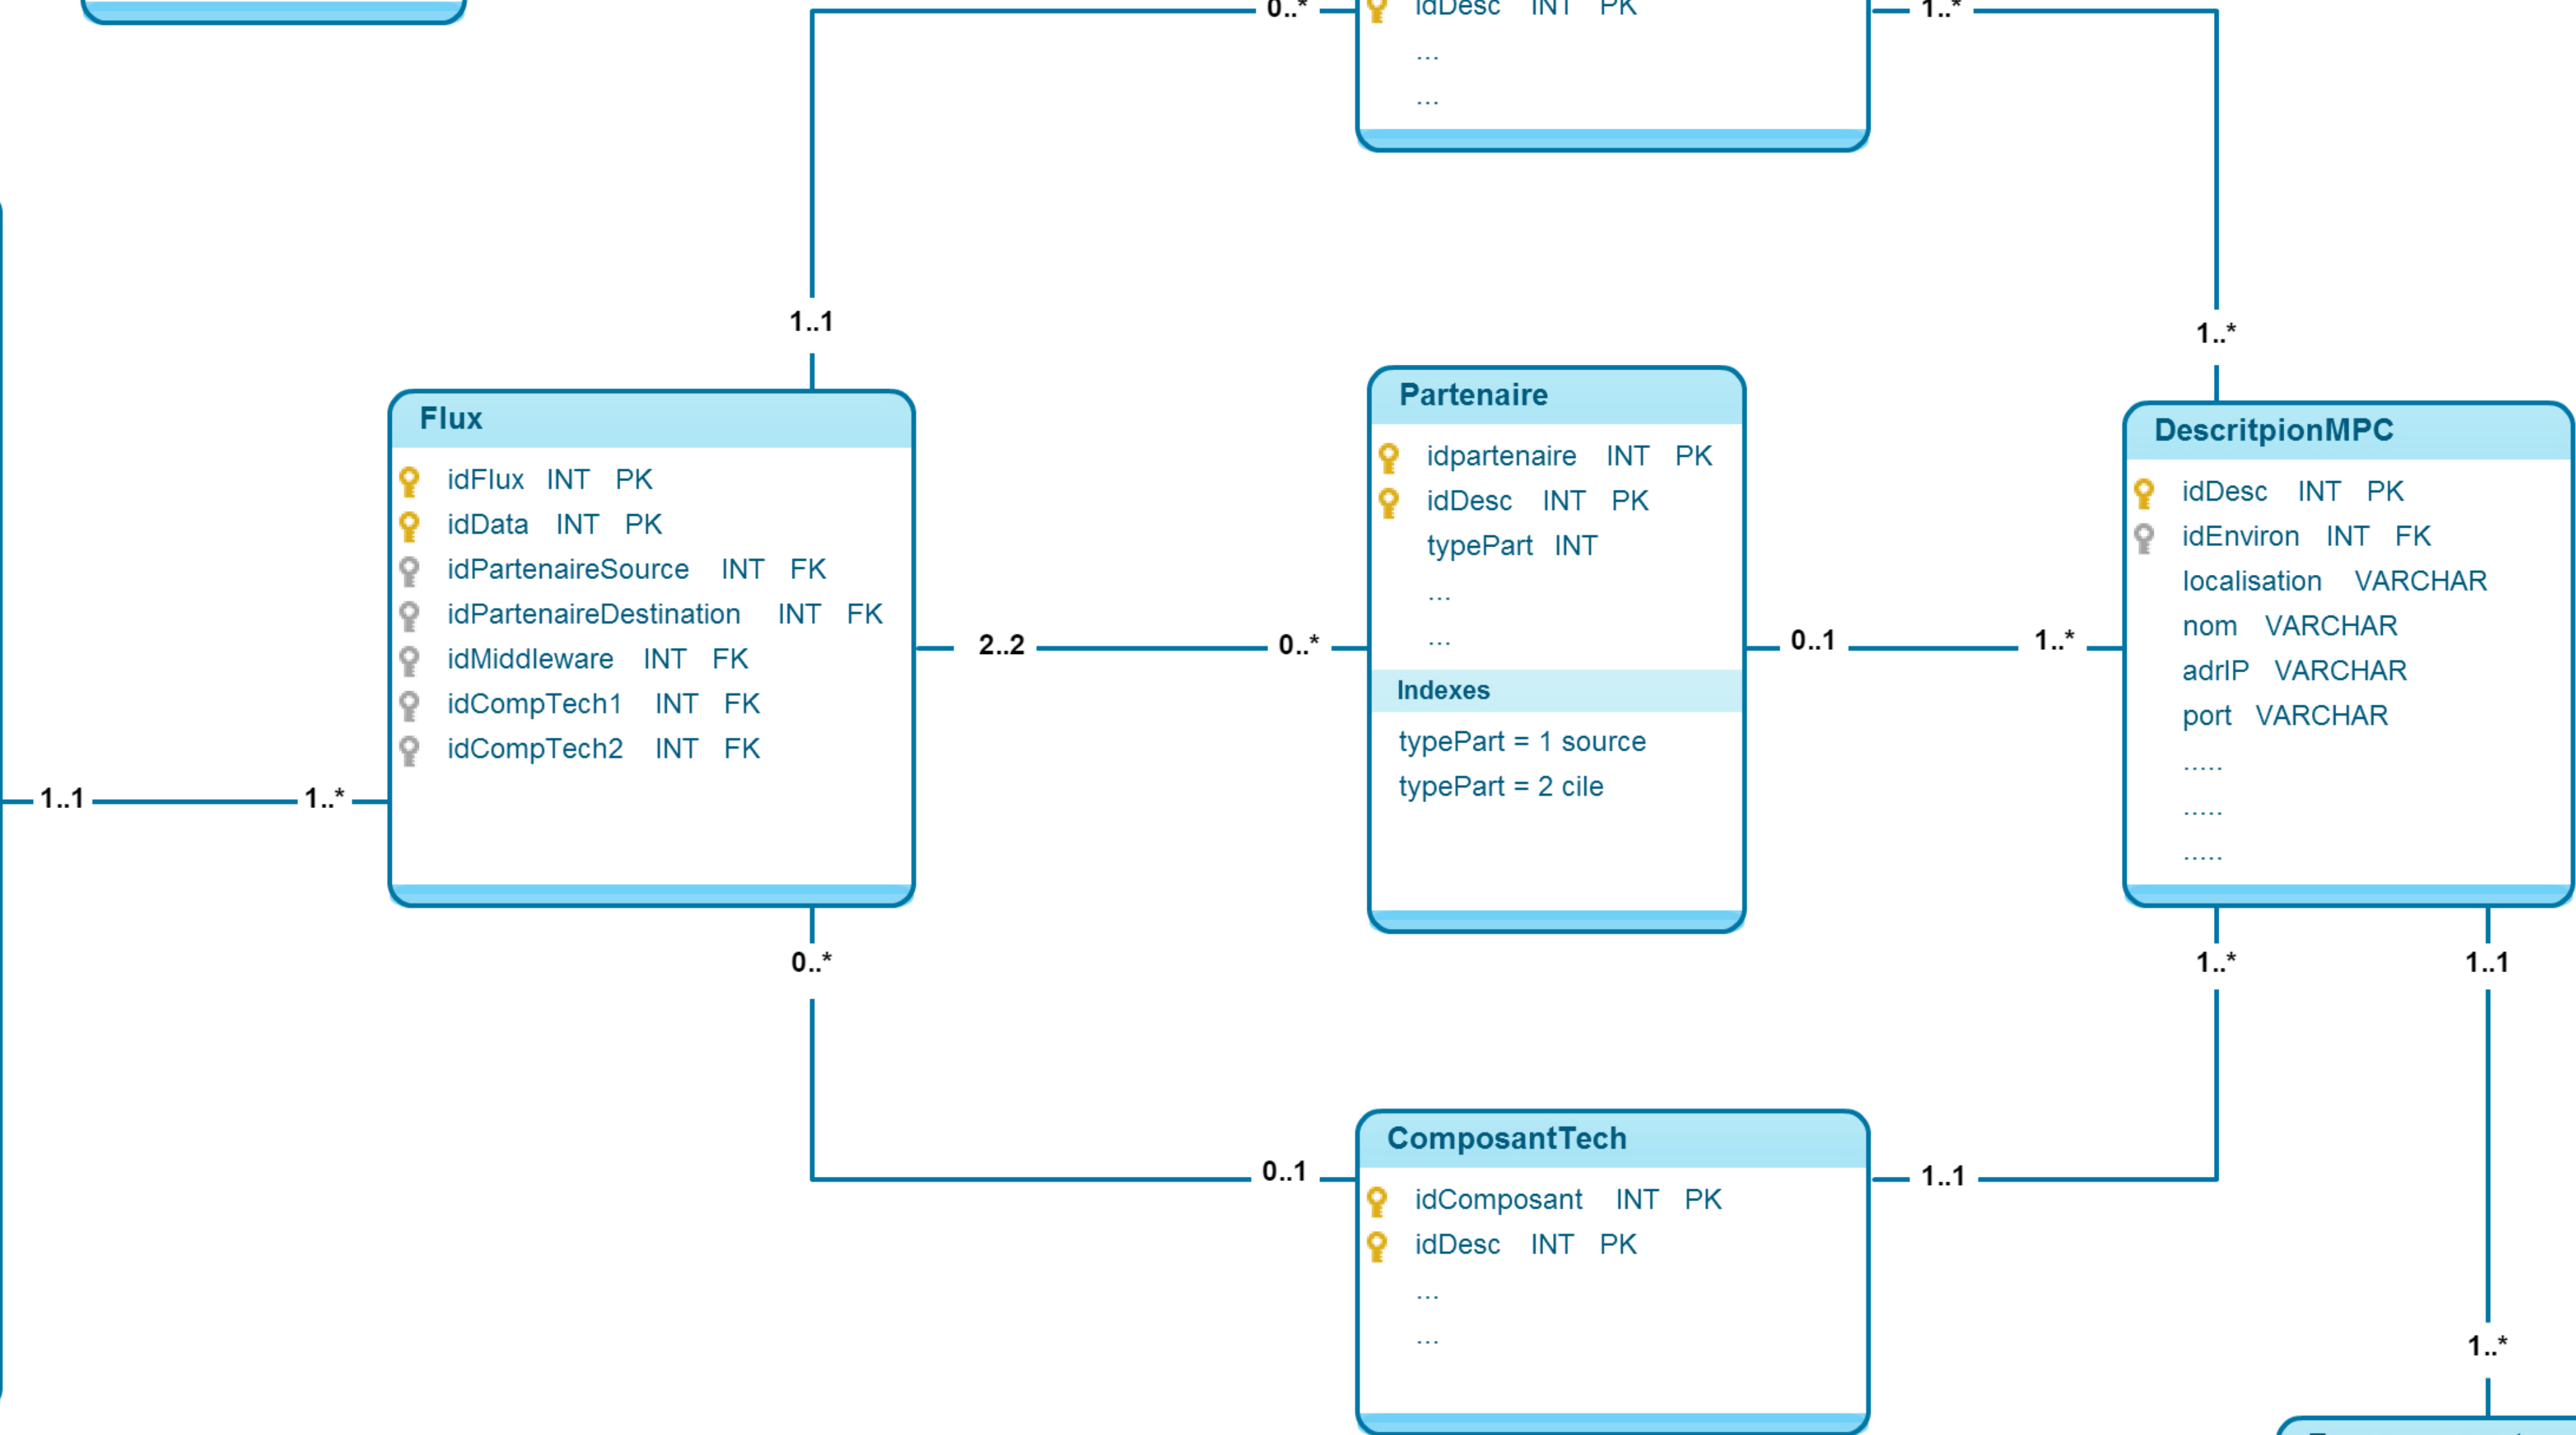 0..*
idDesc INT PK
1..*
...
...
1..1
1..*
Flux
idFlux INT PK
idData INT PK
idPartenaireSource INT FK
idPartenaireDestination INT FK
idMiddleware INT FK
idCompTech1 INT FK
idCompTech2 INT FK
1..1
1..*
2..2
0..*
Partenaire
idpartenaire INT PK
idDesc INT PK
typePart INT
...
...
Indexes
typePart = 1 source
typePart = 2 cile
0..1
1..*
DescritpionMPC
idDesc INT PK
idEnviron INT FK
localisation VARCHAR
nom VARCHAR
adrIP VARCHAR
port VARCHAR
.....
.....
.....
0..*
1..*
1..1
0..1
ComposantTech
idComposant INT PK
idDesc INT PK
...
...
1..1
1..*